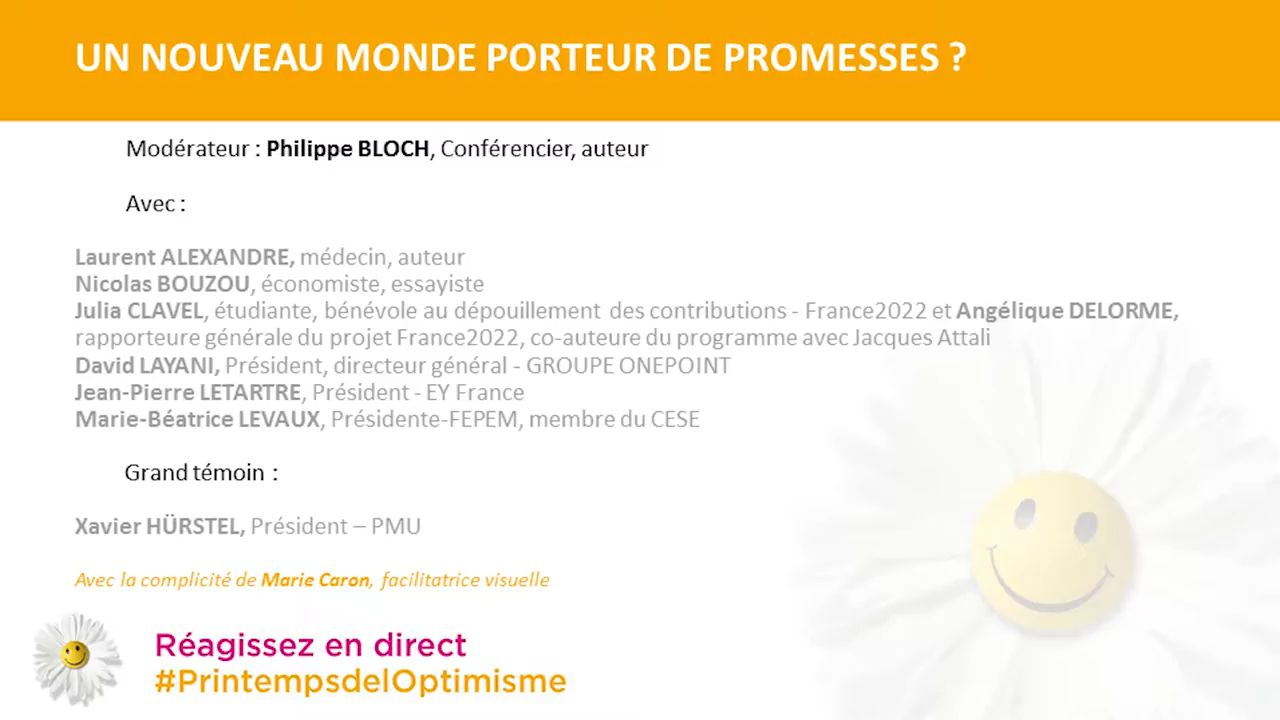 UN NOUVEAU MONDE PORTEUR DE PROMESSES ?
Modérateur : Philippe BLOCH, Conférencier, auteur
Avec :
Laurent ALEXANDRE, médecin, auteur
Nicolas BOUZOU, économiste, essayiste
Julia CLAVEL, étudiante, bénévole au dépouillement des contributions - France2022 et Angélique DELORME,
rapporteure générale du projet France2022, co-auteure du programme avec Jacques Attali
David LAYANI, Président, directeur général - GROUPE ONEPOINT
Jean-Pierre LETARTRE, Président - EY France
Marie-Béatrice LEVAUX, Présidente-FEPEM, membre du CESE
Grand témoin :
Xavier HÜRSTEL, Président – PMU
Avec la complicité de Marie Caron, facilitatrice visuelle
Réagissez en direct
#PrintempsdelOptimisme